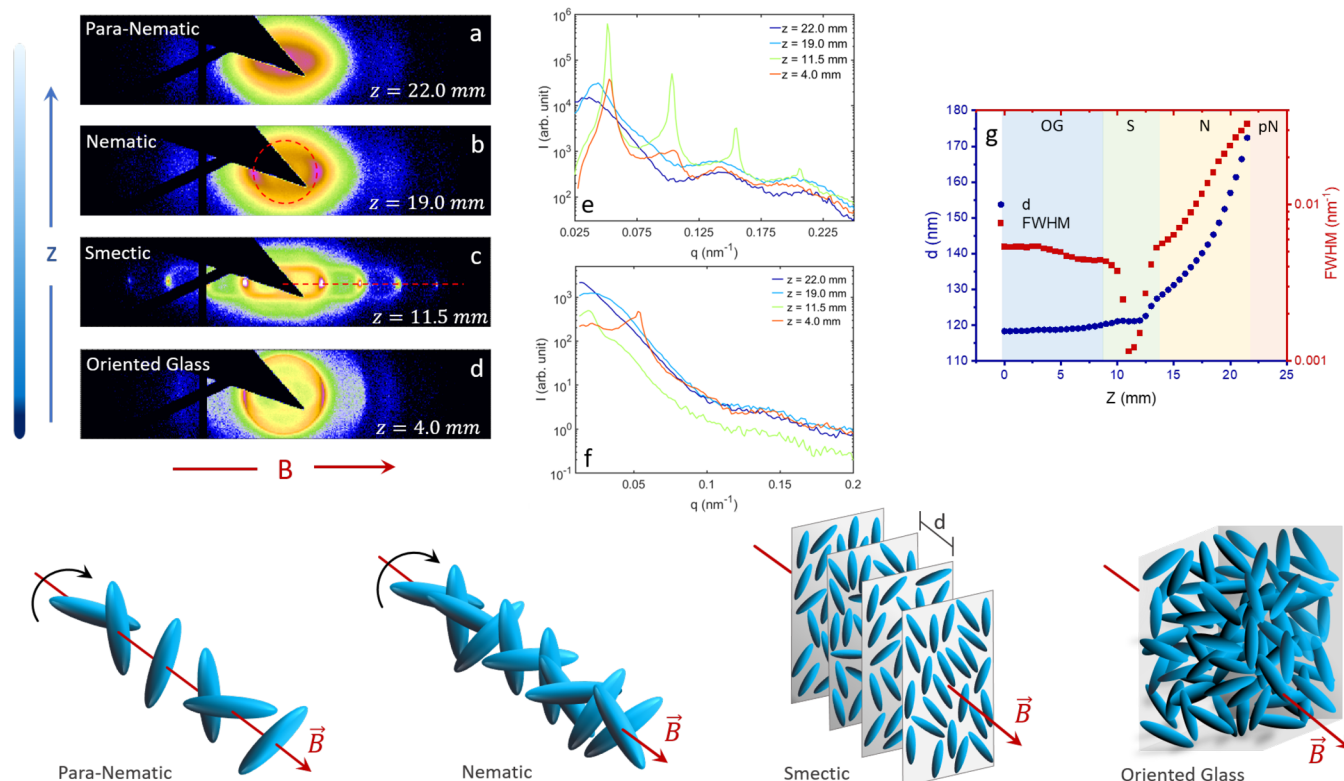 Para-Nematic
a
z = 22.0 mm
Nematic
b
z = 19.0 mm
Smectic
c
z = 11.5 mm
Oriented Glass
d
z = 4.0 mm
Z
B
I (arb. unit)
10⁶
10⁵
10⁴
10³
10²
z = 22.0 mm
z = 19.0 mm
z = 11.5 mm
z = 4.0 mm
e
0.025 0.075 0.125 0.175 0.225
q (nm⁻¹)
I (arb. unit)
10³
10²
10¹
10⁰
10⁻¹
z = 22.0 mm
z = 19.0 mm
z = 11.5 mm
z = 4.0 mm
f
0.05 0.1 0.15 0.2
q (nm⁻¹)
g
OG S N pN
d
FWHM
d (nm)
180
170
160
150
140
130
120
110
0.01
0.001
FWHM (nm⁻¹)
0 5 10 15 20 25
Z (mm)
B⃗
Para-Nematic
B⃗
Nematic
d
B⃗
Smectic
B⃗
Oriented Glass